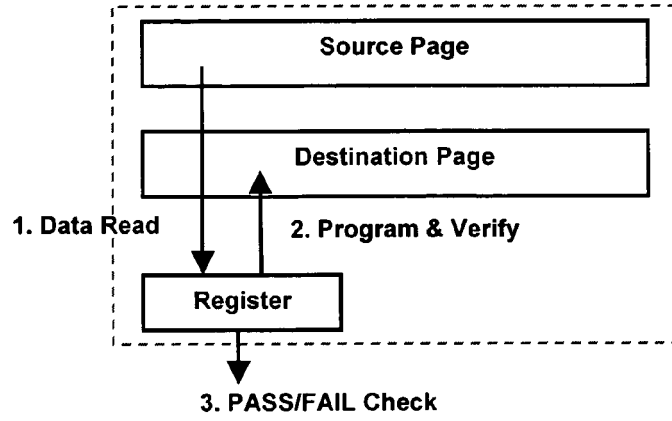 Source Page
Destination Page
1. Data Read
2. Program & Verify
Register
3. PASS/FAIL Check